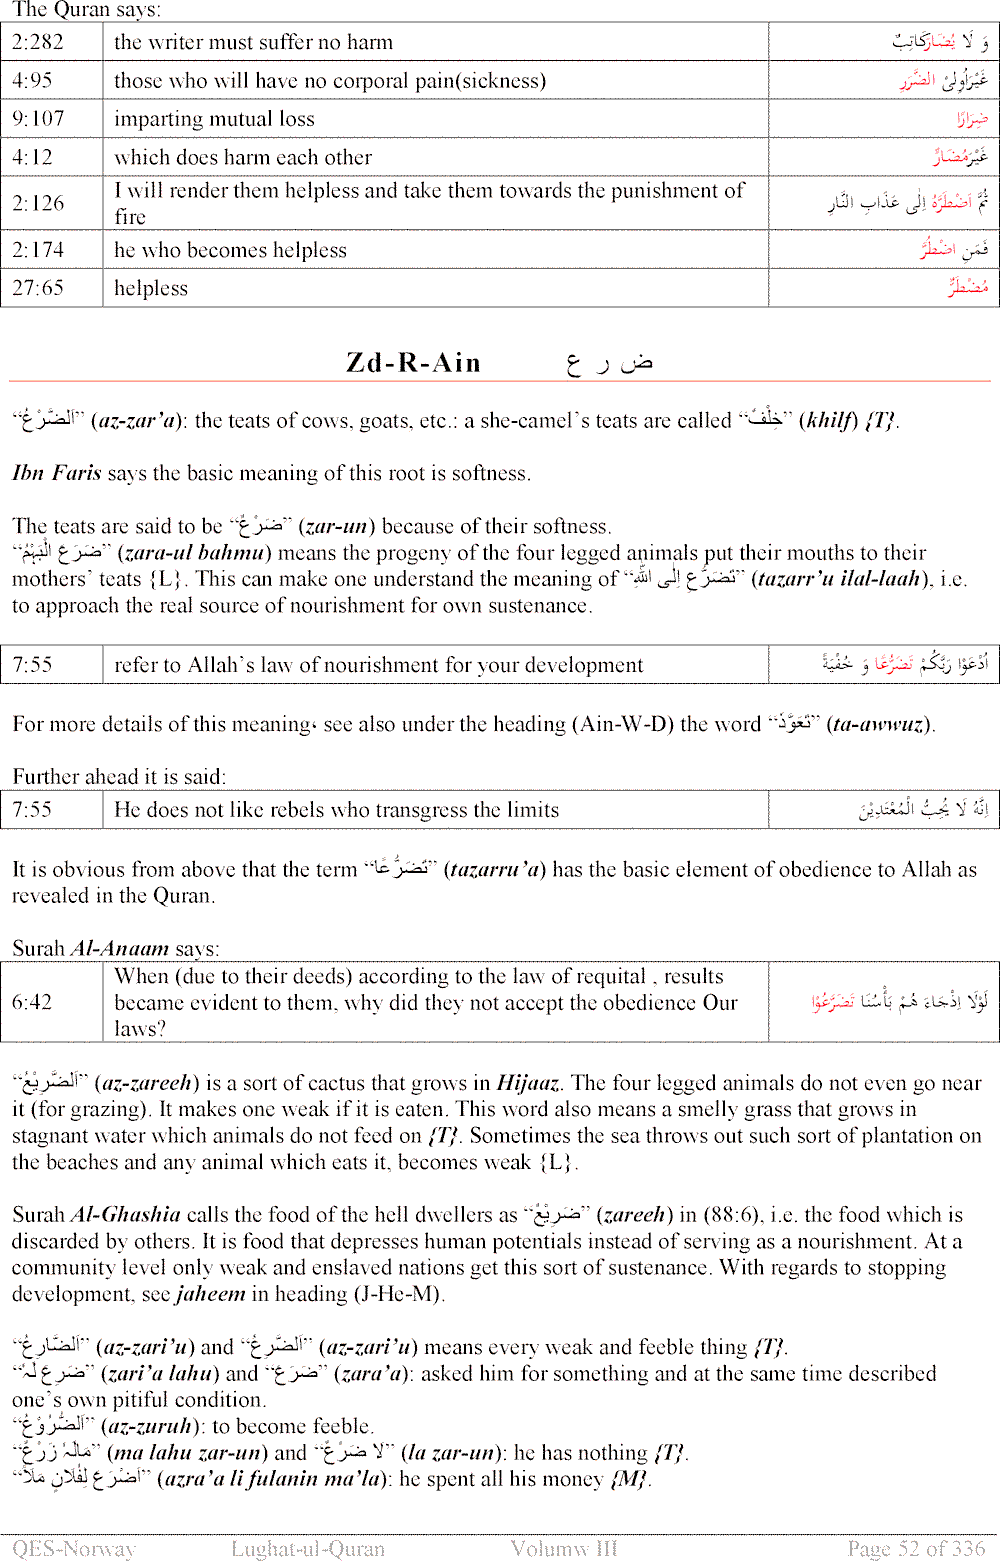 The Quran says:
2:282 the writer must suffer no harm وَ لَا يُضَارَّكَاتِبٌ
4:95 those who will have no corporal pain(sickness) غَيْرَاُولِىْ الضَّرَرِ
9:107 imparting mutual loss ضِرَارًا
4:12 which does harm each other غَيْرَمُضَارٌّ
2:126 I will render them helpless and take them towards the punishment of ثُمَّ اَضْطَرُّهُ اِلٰى عَذَابِ النَّارِ
fire
2:174 he who becomes helpless فَمَنِ اضْطُرَّ
27:65 helpless مُضْطَرٌّ
Zd-R-Ain ض ر ع
“اَلضَّرْعُ” (az-zar’a): the teats of cows, goats, etc.: a she-camel’s teats are called “خِلْفٌ” (khilf) {T}.
Ibn Faris says the basic meaning of this root is softness.
The teats are said to be “ضَرْعٌ” (zar-un) because of their softness.
“ضَرَعَ الْبَہْمُ” (zara-ul bahmu) means the progeny of the four legged animals put their mouths to their
mothers’ teats {L}. This can make one understand the meaning of “تَضَرُّعِ اِلٰى اللّٰهِ” (tazarr’u ilal-laah), i.e.
to approach the real source of nourishment for own sustenance.
7:55 refer to Allah’s law of nourishment for your development اُدْعَوْا رَبَّكُمْ تَضَرُّعًا وَ خُفْيَةً
For more details of this meaning، see also under the heading (Ain-W-D) the word “تَعَوَّذَ” (ta-awwuz).
Further ahead it is said:
7:55 He does not like rebels who transgress the limits اِنَّهُ لَا يُحِبُّ الْمُعْتَدِيْنَ
It is obvious from above that the term “تَضَرُّعًا” (tazarru’a) has the basic element of obedience to Allah as
revealed in the Quran.
Surah Al-Anaam says:
When (due to their deeds) according to the law of requital , results
6:42 became evident to them, why did they not accept the obedience Our لَوْلَا اِذْجَاءَ هُمْ بَأْسُنَا تَضَرَّعُوْا
laws?
“اَلضَّرِيْعُ” (az-zareeh) is a sort of cactus that grows in Hijaaz. The four legged animals do not even go near
it (for grazing). It makes one weak if it is eaten. This word also means a smelly grass that grows in
stagnant water which animals do not feed on {T}. Sometimes the sea throws out such sort of plantation on
the beaches and any animal which eats it, becomes weak {L}.
Surah Al-Ghashia calls the food of the hell dwellers as “ضَرِيْعٌ” (zareeh) in (88:6), i.e. the food which is
discarded by others. It is food that depresses human potentials instead of serving as a nourishment. At a
community level only weak and enslaved nations get this sort of sustenance. With regards to stopping
development, see jaheem in heading (J-He-M).
“اَلضَّارِعُ” (az-zari’u) and “اَلضَّرِعُ” (az-zari’u) means every weak and feeble thing {T}.
“ضَرِعَ لَہٗ” (zari’a lahu) and “ضَرَعَ” (zara’a): asked him for something and at the same time described
one’s own pitiful condition.
“اَلضُّرُوْعُ” (az-zuruh): to become feeble.
“مَالَہٗ زَرْعٌ” (ma lahu zar-un) and “لا ضَرْعٌ” (la zar-un): he has nothing {T}.
“اَضْرَعَ لِفُلَانٍ مَالًا” (azra’a li fulanin ma’la): he spent all his money {M}.
QES-Norway Lughat-ul-Quran Volumw III Page 52 of 336